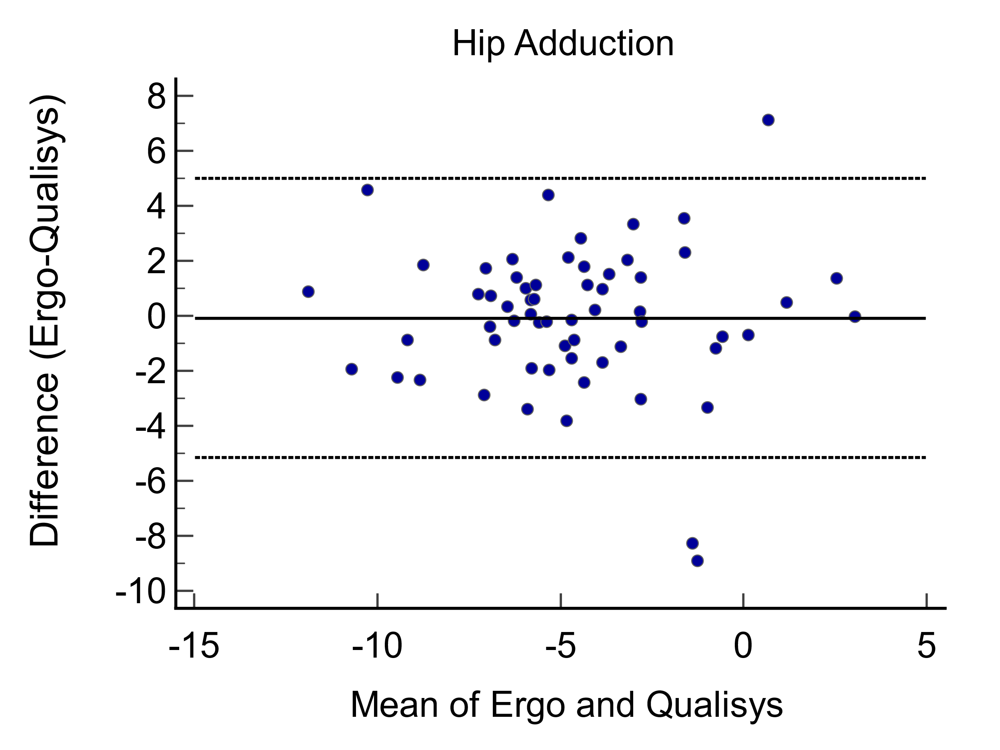 Hip Adduction
Difference (Ergo-Qualisys)
8
6
4
2
0
-2
-4
-6
-8
-10
-15 -10 -5 0 5
Mean of Ergo and Qualisys